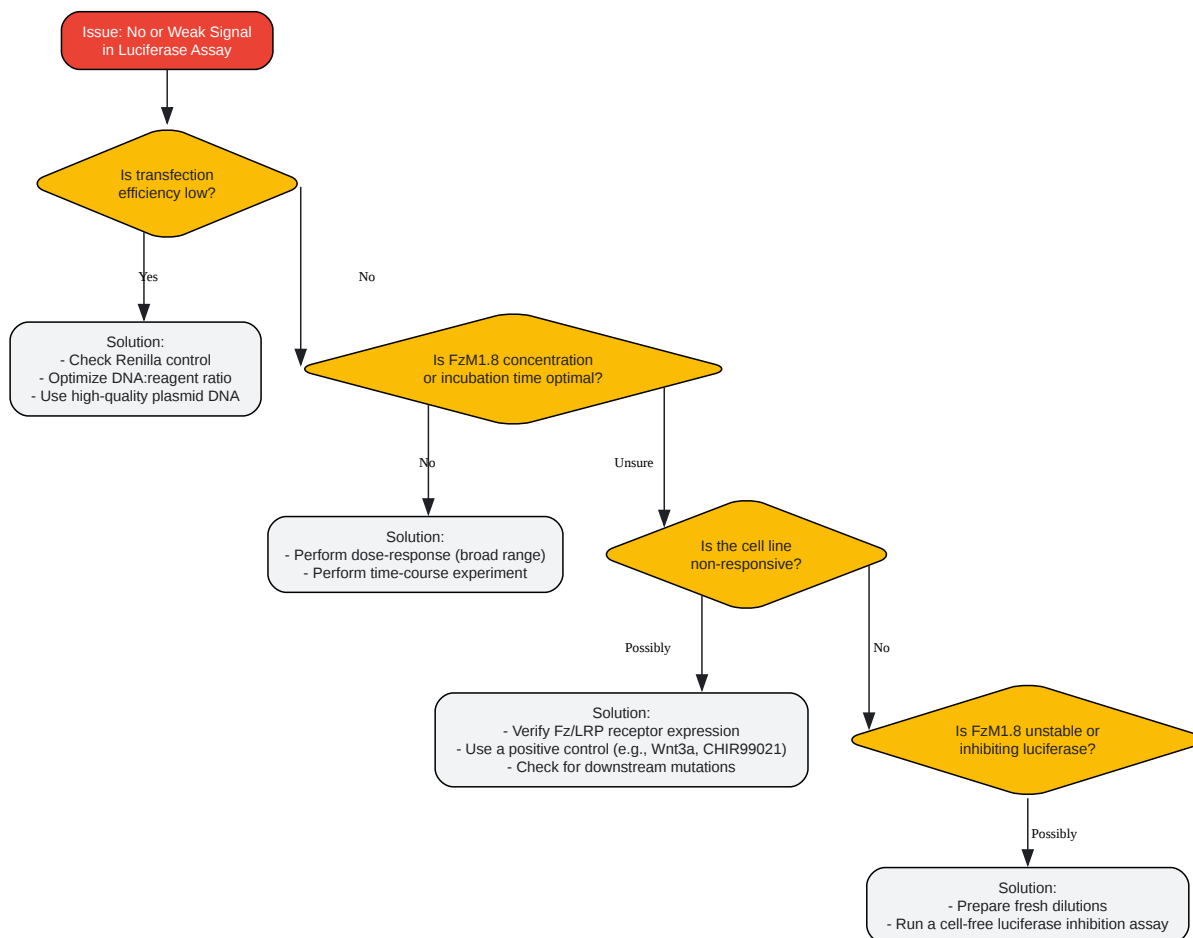 Issue: No or Weak Signal
in Luciferase Assay
Is transfection
efficiency low?
Yes
No
Solution:
- Check Renilla control
- Optimize DNA:reagent ratio
- Use high-quality plasmid DNA
Is FzM1.8 concentration
or incubation time optimal?
No
Unsure
Solution:
- Perform dose-response (broad range)
- Perform time-course experiment
Is the cell line
non-responsive?
Possibly
No
Solution:
- Verify Fz/LRP receptor expression
- Use a positive control (e.g., Wnt3a, CHIR99021)
- Check for downstream mutations
Is FzM1.8 unstable or
inhibiting luciferase?
Possibly
Solution:
- Prepare fresh dilutions
- Run a cell-free luciferase inhibition assay